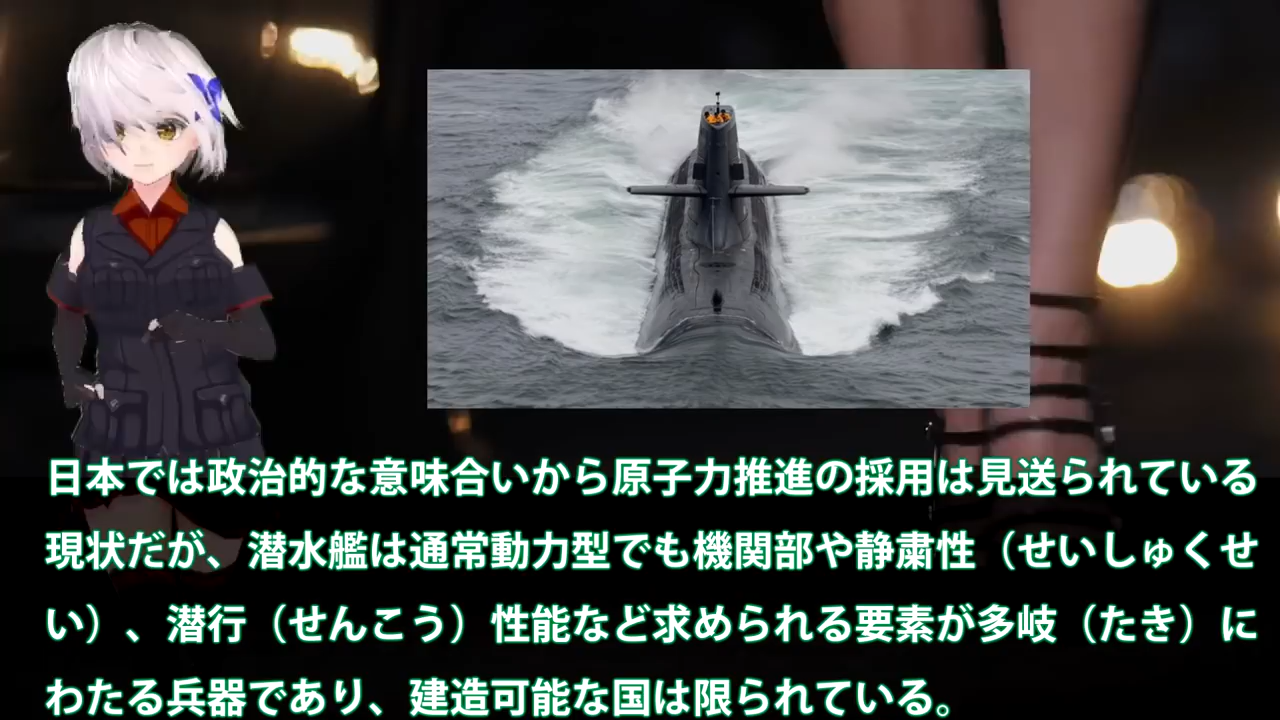 日本では政治的な意味合いから原子力推進の採用は見送られている
現状だが、潜水艦は通常動力型でも機関部や静粛性（せいしゅくせ
い）、潜行（せんこう）性能など求められる要素が多岐（たき）に
わたる兵器であり、建造可能な国は限られている。